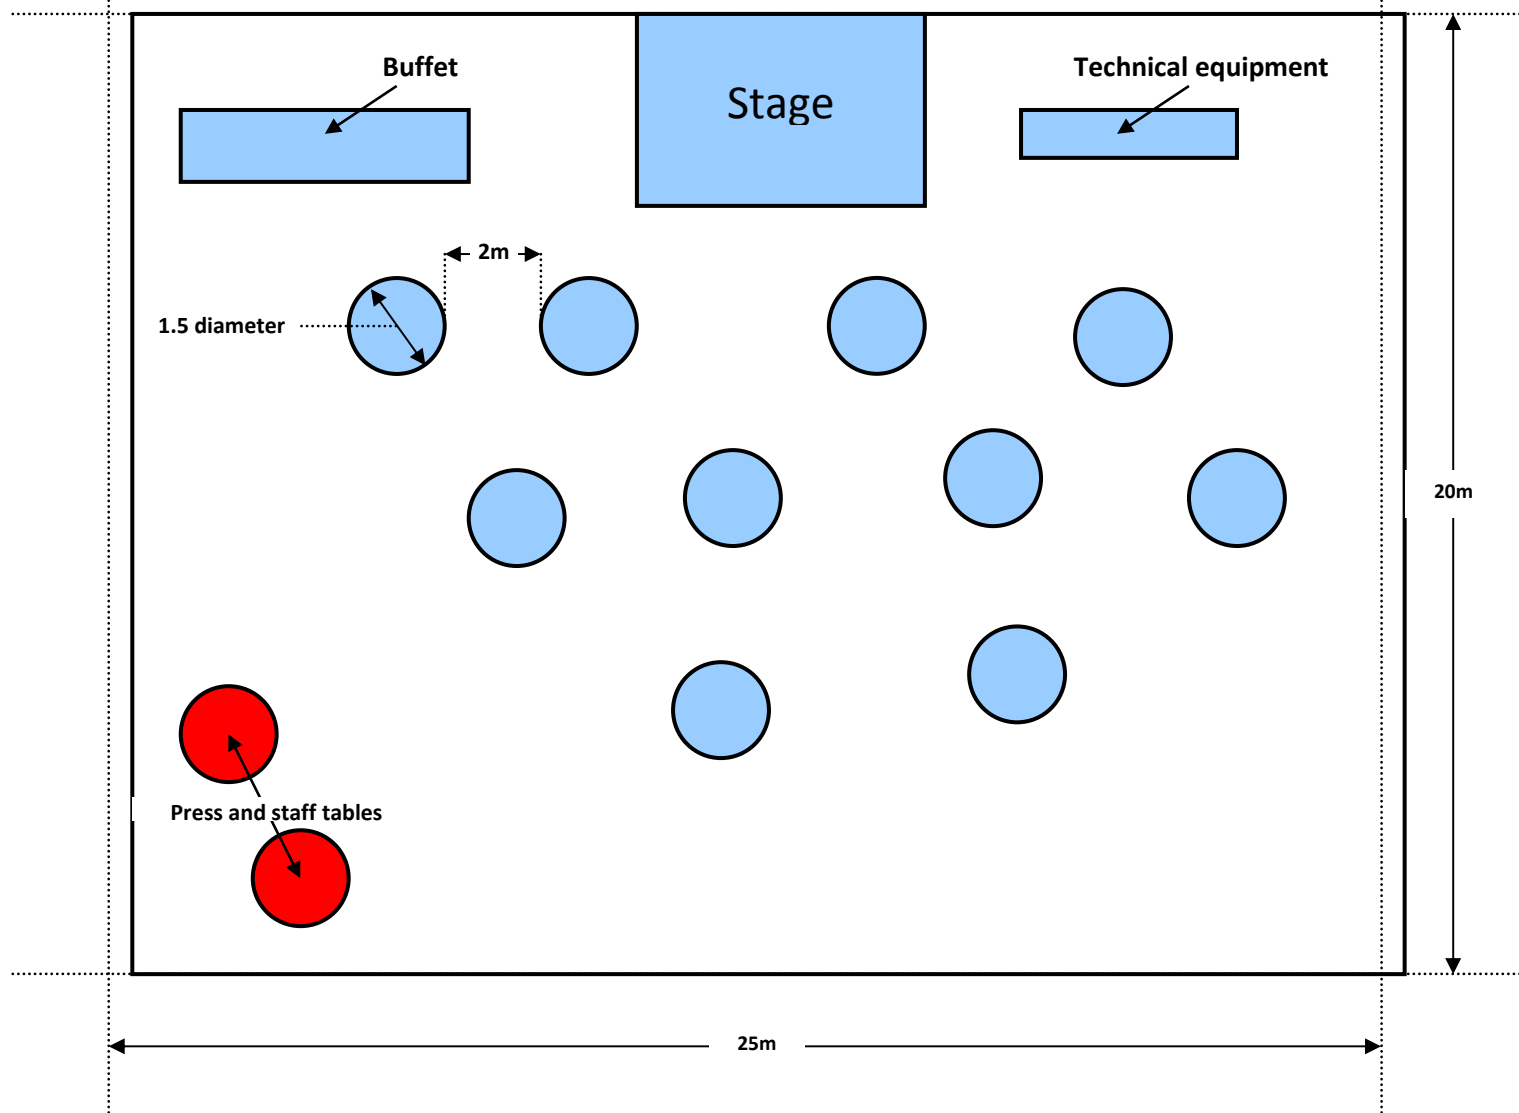 Buffet
Technical equipment
Stage
2m
1.5 diameter
20m
Press and staff tables
25m